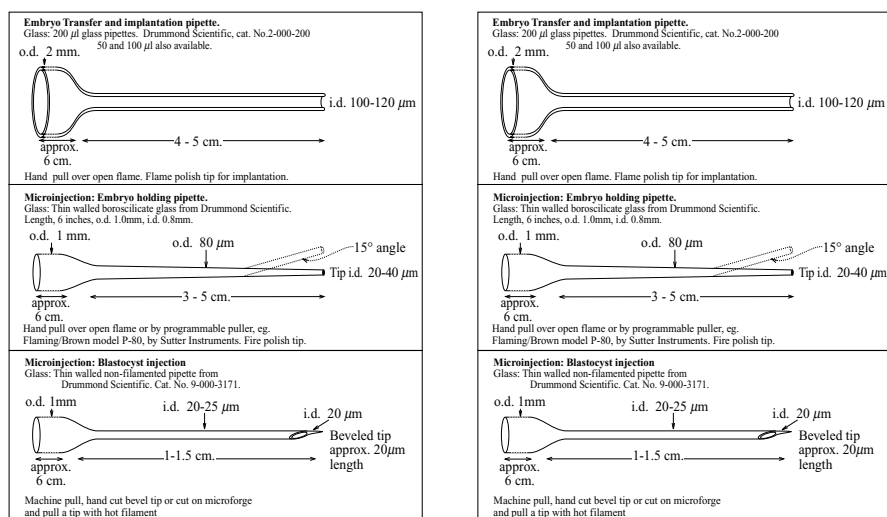 Embryo Transfer and implantation pipette.
Glass: 200 µl glass pipettes. Drummond Scientific, cat. No.2-000-200
50 and 100 µl also available.
o.d. 2 mm.
i.d. 100-120 µm
4 - 5 cm.
approx.
6 cm.
Hand pull over open flame. Flame polish tip for implantation.
Microinjection: Embryo holding pipette.
Glass: Thin walled boroscilicate glass from Drummond Scientific.
Length, 6 inches, o.d. 1.0mm, i.d. 0.8mm.
o.d. 1 mm.
o.d. 80 µm
15° angle
Tip i.d. 20-40 µm
3 - 5 cm.
approx.
6 cm.
Hand pull over open flame or by programmable puller, eg.
Flaming/Brown model P-80, by Sutter Instruments. Fire polish tip.
Microinjection: Blastocyst injection
Glass: Thin walled non-filamented pipette from
Drummond Scientific. Cat. No. 9-000-3171.
o.d. 1mm
i.d. 20-25 µm
i.d. 20 µm
Beveled tip
approx. 20µm
length
1-1.5 cm.
approx.
6 cm.
Machine pull, hand cut bevel tip or cut on microforge
and pull a tip with hot filament
Embryo Transfer and implantation pipette.
Glass: 200 µl glass pipettes. Drummond Scientific, cat. No.2-000-200
50 and 100 µl also available.
o.d. 2 mm.
i.d. 100-120 µm
4 - 5 cm.
approx.
6 cm.
Hand pull over open flame. Flame polish tip for implantation.
Microinjection: Embryo holding pipette.
Glass: Thin walled boroscilicate glass from Drummond Scientific.
Length, 6 inches, o.d. 1.0mm, i.d. 0.8mm.
o.d. 1 mm.
o.d. 80 µm
15° angle
Tip i.d. 20-40 µm
3 - 5 cm.
approx.
6 cm.
Hand pull over open flame or by programmable puller, eg.
Flaming/Brown model P-80, by Sutter Instruments. Fire polish tip.
Microinjection: Blastocyst injection
Glass: Thin walled non-filamented pipette from
Drummond Scientific. Cat. No. 9-000-3171.
o.d. 1mm
i.d. 20-25 µm
i.d. 20 µm
Beveled tip
approx. 20µm
length
1-1.5 cm.
approx.
6 cm.
Machine pull, hand cut bevel tip or cut on microforge
and pull a tip with hot filament